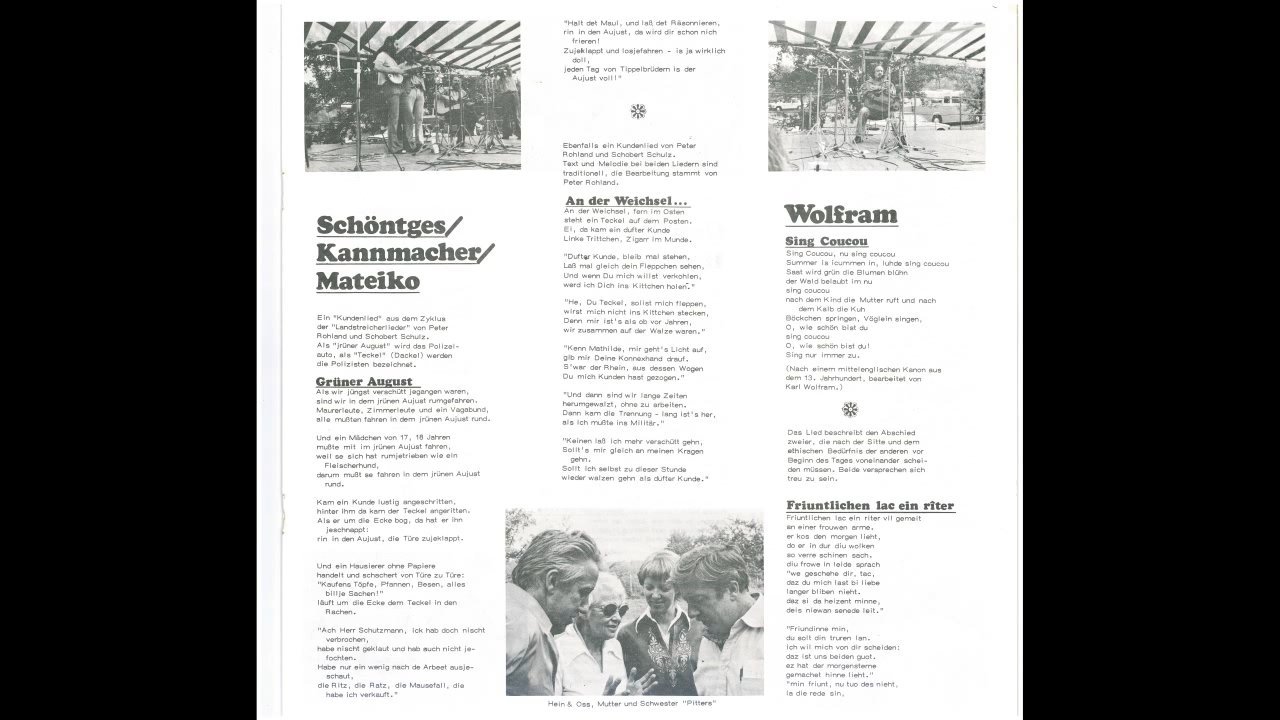 Schöntges/
Kannmacher/
Mateiko
Ein "Kundenlied" aus dem Zyklus
der "Landstreicherlieder" von Peter
Rohland und Schobert Schulz.
Als "jrüner August" wird das Polizei-
auto, als "Teckel" (Dackel) werden
die Polizisten bezeichnet.
Grüner August
Als wir jüngst verschütt jegangen waren,
sind wir in dem jrünen Aujust rumgefahren.
Maurerleute, Zimmerleute und ein Vagabund,
alle mußten fahren in dem jrünen Aujust rund.
Und ein Mädchen von 17, 18 Jahren
mußte mit im jrünen Aujust fahren,
weil se sich hat rumjetrieben wie ein
Fleischerhund,
darum mußt se fahren in dem jrünen Aujust
rund.
Kam ein Kunde lustig angeschritten,
hinter ihm da kam der Teckel angeritten.
Als er um die Ecke bog, da hat er ihn
jeschnappt:
rin in den Aujust, die Türe zujeklappt.
Und ein Hausierer ohne Papiere
handelt und schachert von Türe zu Türe:
"Kaufens Töpfe, Pfannen, Besen, alles
billje Sachen!"
läuft um die Ecke dem Teckel in den
Rachen.
"Ach Herr Schutzmann, ick hab doch nischt
verbrochen,
habe nischt geklaut und hab auch nicht je-
fochten.
Habe nur ein wenig nach de Arbeet ausje-
schaut,
die Ritz, die Ratz, die Mausefall, die
habe ich verkauft."
"Halt det Maul, und laß det Räsonnieren,
rin in den Aujust, da wird dir schon nich
frieren!
Zujeklappt und losjefahren - is ja wirklich
doll,
jeden Tag von Tippelbrüdern is der
Aujust voll!"
Ebenfalls ein Kundenlied von Peter
Rohland und Schobert Schulz.
Text und Melodie bei beiden Liedern sind
traditionell, die Bearbeitung stammt von
Peter Rohland.
An der Weichsel...
An der Weichsel, fern im Osten
steht ein Teckel auf dem Posten.
Ei, da kam ein dufter Kunde
Linke Trittchen, Zigarr im Munde.
"Dufter Kunde, bleib mal stehen,
Laß mal gleich dein Fleppchen sehen,
Und wenn Du mich willst verkohlen,
werd ich Dich ins Kittchen holen."
"He, Du Teckel, sollst mich fleppen,
wirst mich nicht ins Kittchen stecken,
Denn mir ist's als ob vor Jahren,
wir zusammen auf der Walze waren."
"Kenn Mathilde, mir geht's Licht auf,
gib mir Deine Konnexhand drauf.
S'war der Rhein, aus dessen Wogen
Du mich Kunden hast gezogen."
"Und dann sind wir lange Zeiten
herumgewalzt, ohne zu arbeiten.
Dann kam die Trennung - lang ist's her,
als ich mußte ins Militär."
"Keinen laß ich mehr verschütt gehn,
Sollt's mir gleich an meinen Kragen
gehn.
Sollt ich selbst zu dieser Stunde
wieder walzen gehn als dufter Kunde."
Hein & Oss, Mutter und Schwester "Pitters"
Wolfram
Sing Coucou
Sing Coucou, nu sing coucou
Summer is icummen in, luhde sing coucou
Saat wird grün die Blumen blühn
der Wald belaubt im nu
sing coucou
nach dem Kind die Mutter ruft und nach
dem Kalb die Kuh
Böckchen springen, Vöglein singen,
O, wie schön bist du
sing coucou
O, wie schön bist du!
Sing nur immer zu.
(Nach einem mittelenglischen Kanon aus
dem 13. Jahrhundert, bearbeitet von
Karl Wolfram.)
Das Lied beschreibt den Abschied
zweier, die nach der Sitte und dem
ethischen Bedürfnis der anderen vor
Beginn des Tages voneinander schei-
den müssen. Beide versprechen sich
treu zu sein.
Friuntlichen lac ein rîter
Friuntlichen lac ein riter vil gemeit
an einer frouwen arme.
er kos den morgen lieht,
do er in dur diu wolken
so verre schinen sach.
diu frowe in leide sprach
"we geschehe dir, tac,
daz du mich last bi liebe
langer bliben nieht.
daz si da heizent minne,
deis niewan senede leit."
"Friundinne min,
du solt din truren lan.
ich wil mich von dir scheiden:
daz ist uns beiden guot.
ez hat der morgensterne
gemachet hinne lieht."
"min friunt, nu tuo des nieht,
la die rede sin,